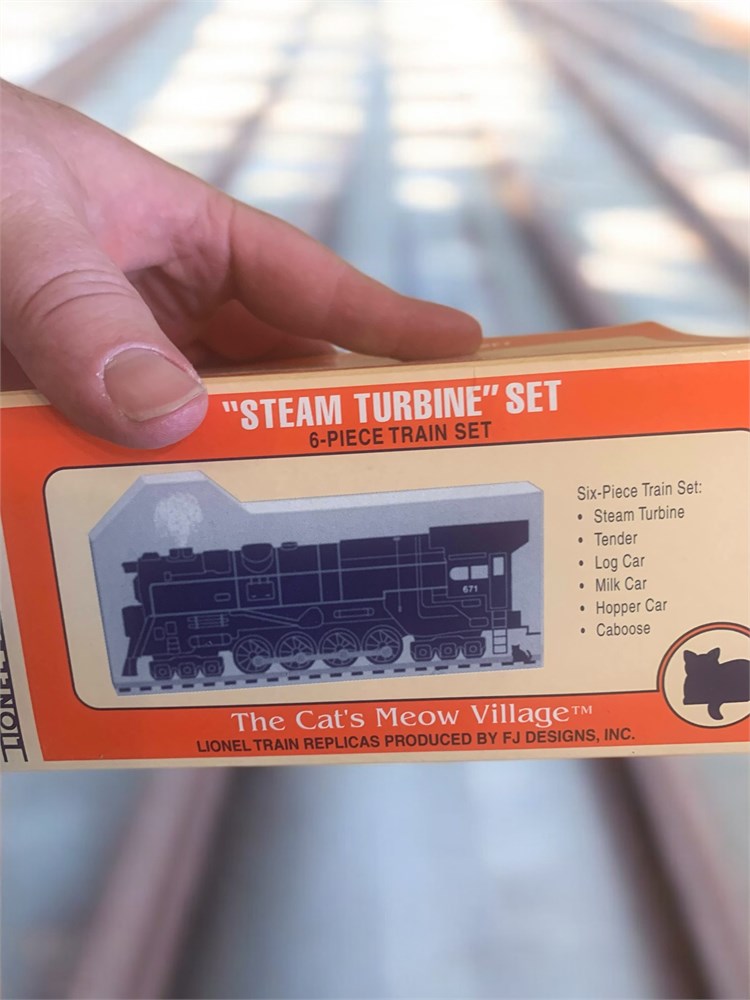 "STEAM TURBINE" SET
6-PIECE TRAIN SET
Six-Piece Train Set:
• Steam Turbine
• Tender
• Log Car
• Milk Car
• Hopper Car
• Caboose
671
The Cat's Meow Village™
LIONEL TRAIN REPLICAS PRODUCED BY FJ DESIGNS, INC.
LIONEL